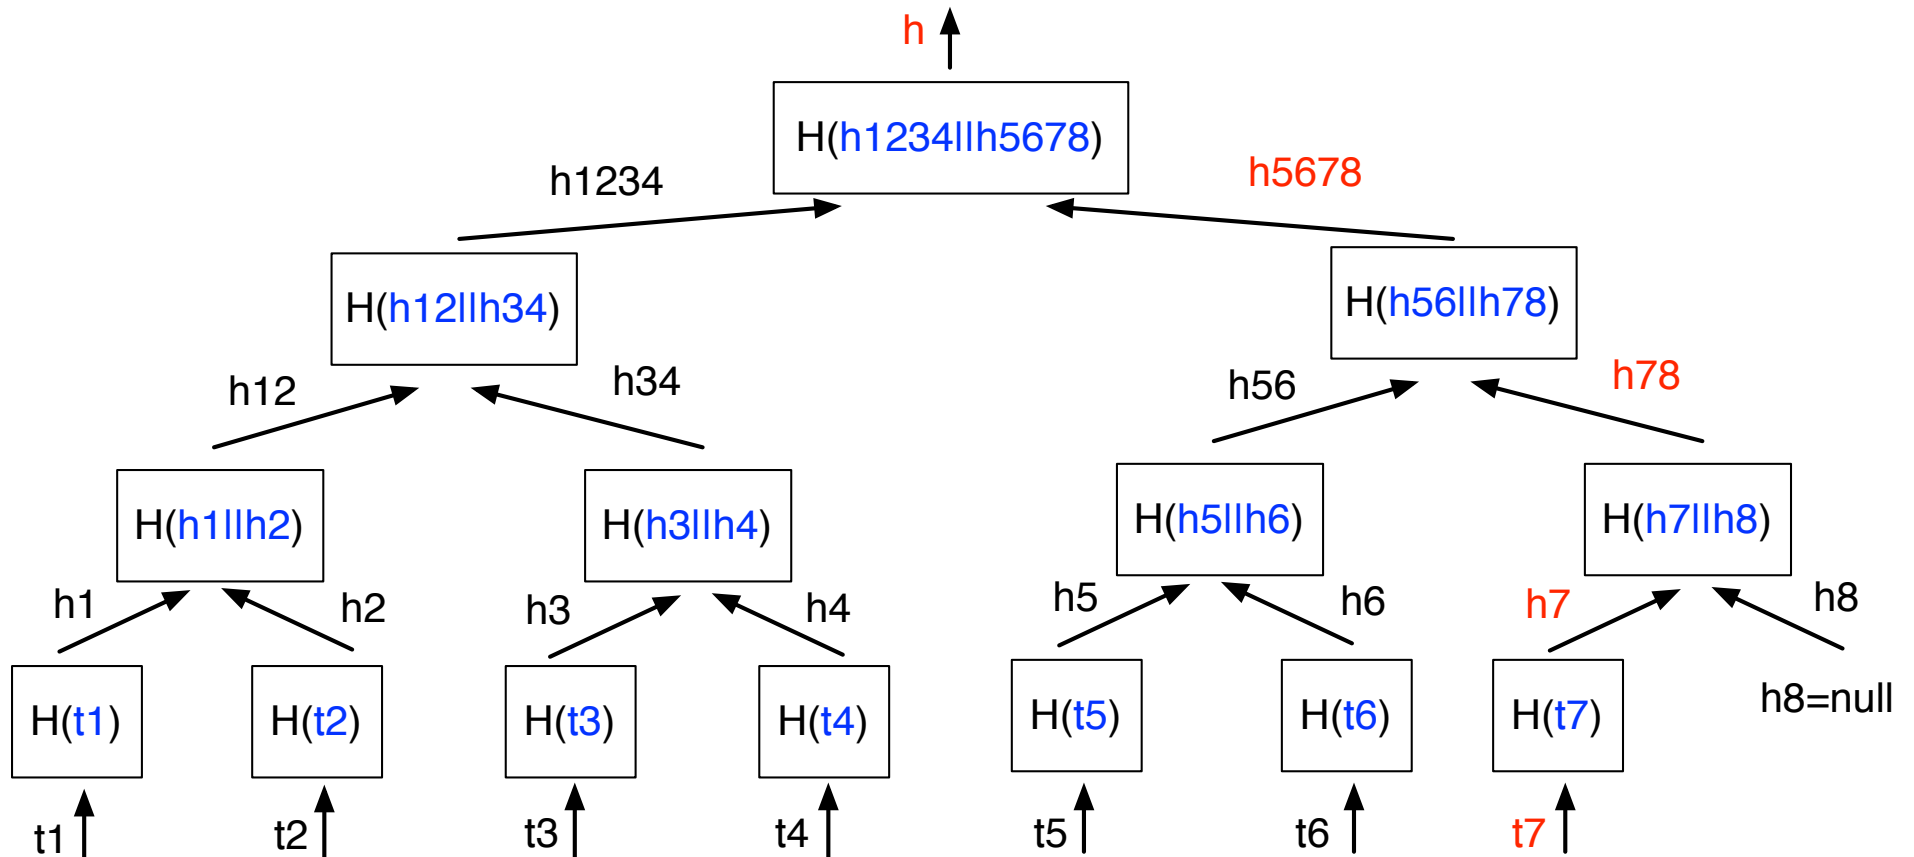 h
H(h1234||h5678)
h1234
h5678
H(h12||h34)
H(h56||h78)
h12
h34
h56
h78
H(h1||h2)
H(h3||h4)
H(h5||h6)
H(h7||h8)
h1
h2
h3
h4
h5
h6
h7
h8
H(t1)
H(t2)
H(t3)
H(t4)
H(t5)
H(t6)
H(t7)
h8=null
t1
t2
t3
t4
t5
t6
t7